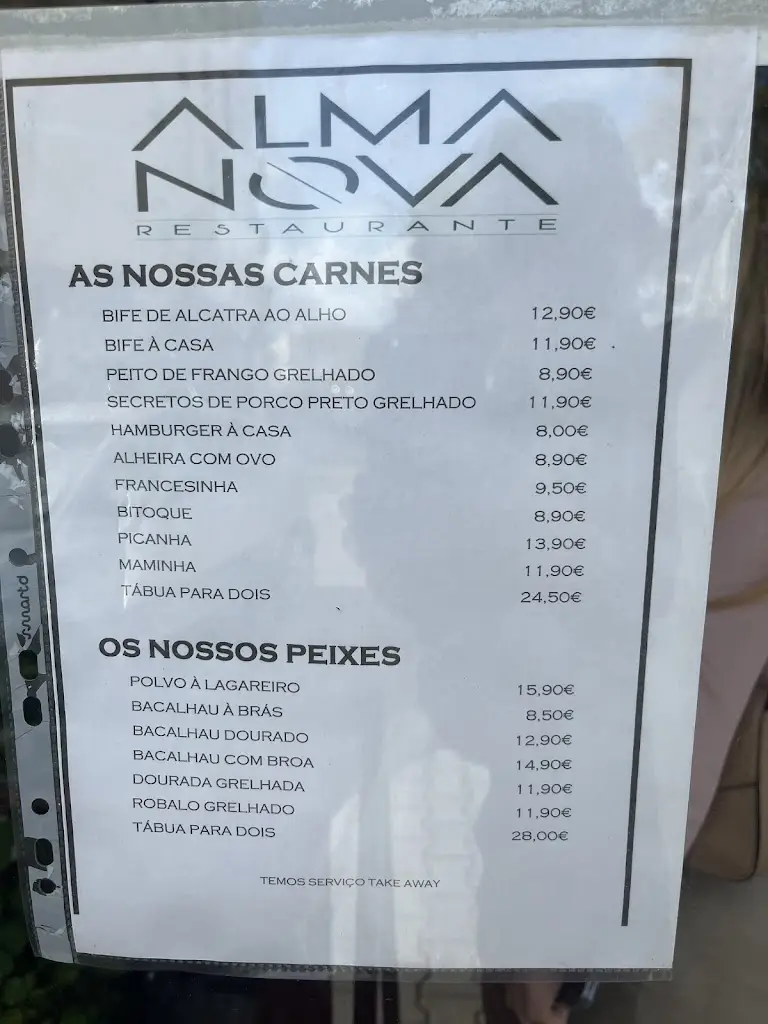 ALMA
NOVA
RESTAURANTE
AS NOSSAS CARNES
BIFE DE ALCATRA AO ALHO 12,90€
BIFE À CASA 11,90€
PEITO DE FRANGO GRELHADO 8,90€
SECRETOS DE PORCO PRETO GRELHADO 11,90€
HAMBURGER À CASA 8,00€
ALHEIRA COM OVO 8,90€
FRANCESINHA 9,50€
BITOQUE 8,90€
PICANHA 13,90€
MAMINHA 11,90€
TÁBUA PARA DOIS 24,50€
OS NOSSOS PEIXES
POLVO À LAGAREIRO 15,90€
BACALHAU À BRÁS 8,50€
BACALHAU DOURADO 12,90€
BACALHAU COM BROA 14,90€
DOURADA GRELHADA 11,90€
ROBALO GRELHADO 11,90€
TÁBUA PARA DOIS 28,00€
TEMOS SERVIÇO TAKE AWAY